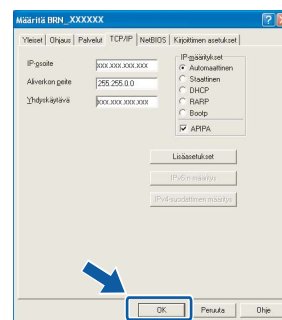 Määritä BRN_XXXXXX
Yleiset Ohjaus Palvelut TCP/IP NetBIOS Kirjoittimen asetukset
IP-osoite XXX.XXX.XXX.XXX
Aliverkon peite 255.255.0.0
Yhdyskäytävä XXX.XXX.XXX.XXX
IP-määritykset
Automaattinen
Staattinen
DHCP
RARP
Bootp
APIPA
Lisäasetukset
IPv6:n määritys
IPv4-suodattimen määritys
OK Peruuta Ohje